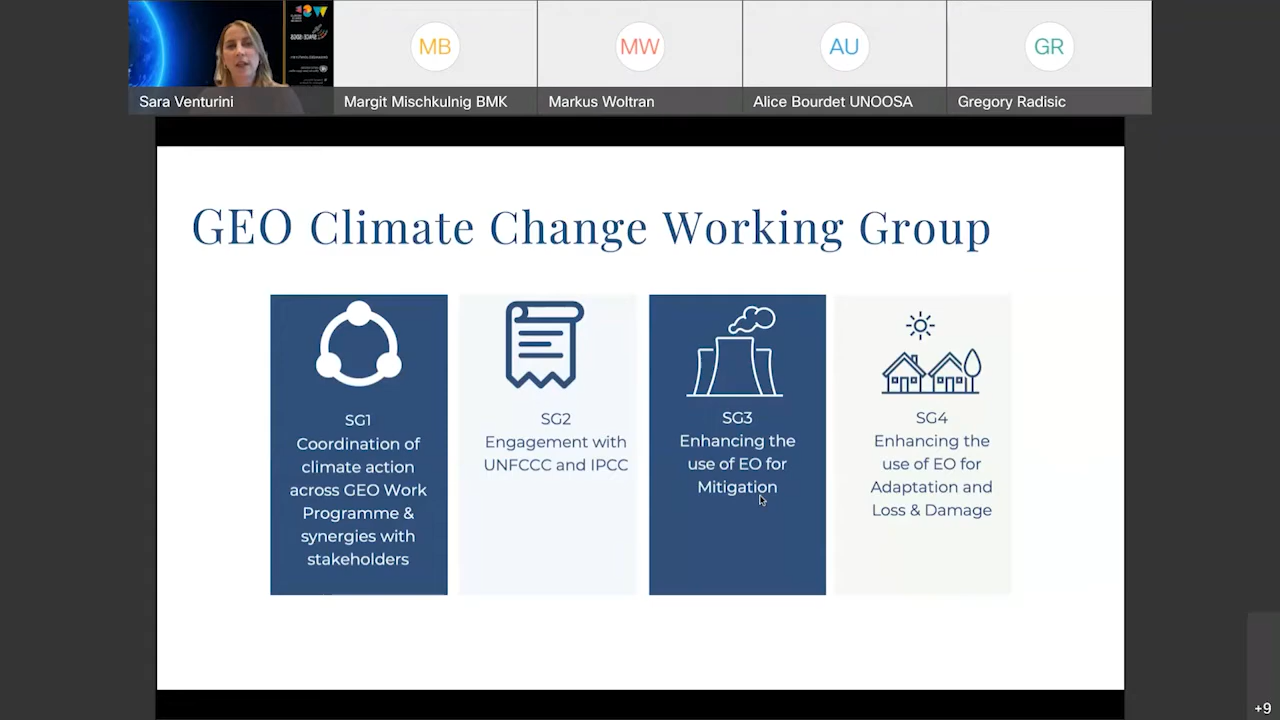 MB
MW
AU
GR
Sara Venturini
Margit Mischkulnig BMK
Markus Woltran
Alice Bourdet UNOOSA
Gregory Radisic
GEO Climate Change Working Group
SG1
Coordination of
climate action
across GEO Work
Programme &
synergies with
stakeholders
SG2
Engagement with
UNFCCC and IPCC
SG3
Enhancing the
use of EO for
Mitigation
SG4
Enhancing the
use of EO for
Adaptation and
Loss & Damage
+9